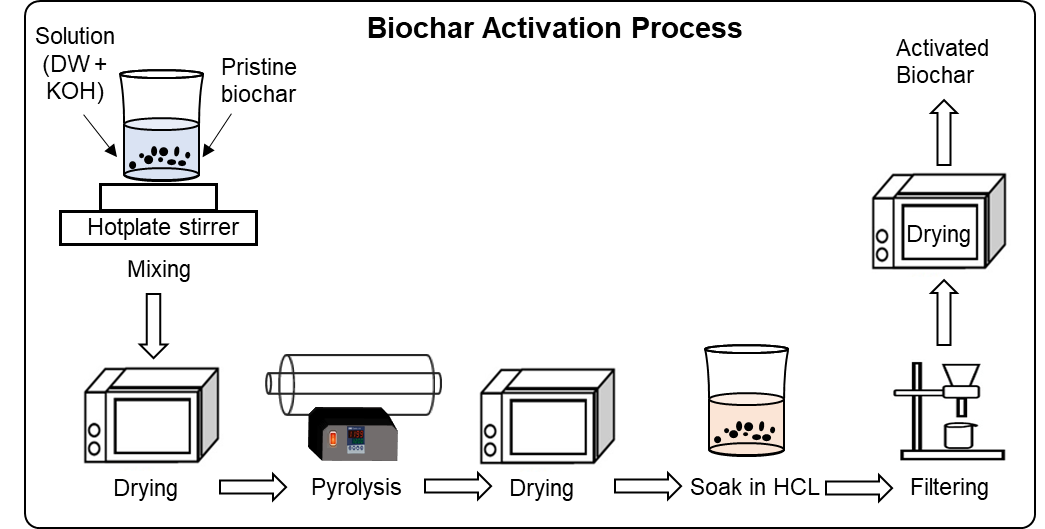 Biochar Activation Process
Solution
(DW +
KOH)
Pristine
biochar
Hotplate stirrer
Mixing
Drying
Pyrolysis
Drying
Soak in HCL
Filtering
Drying
Activated
Biochar